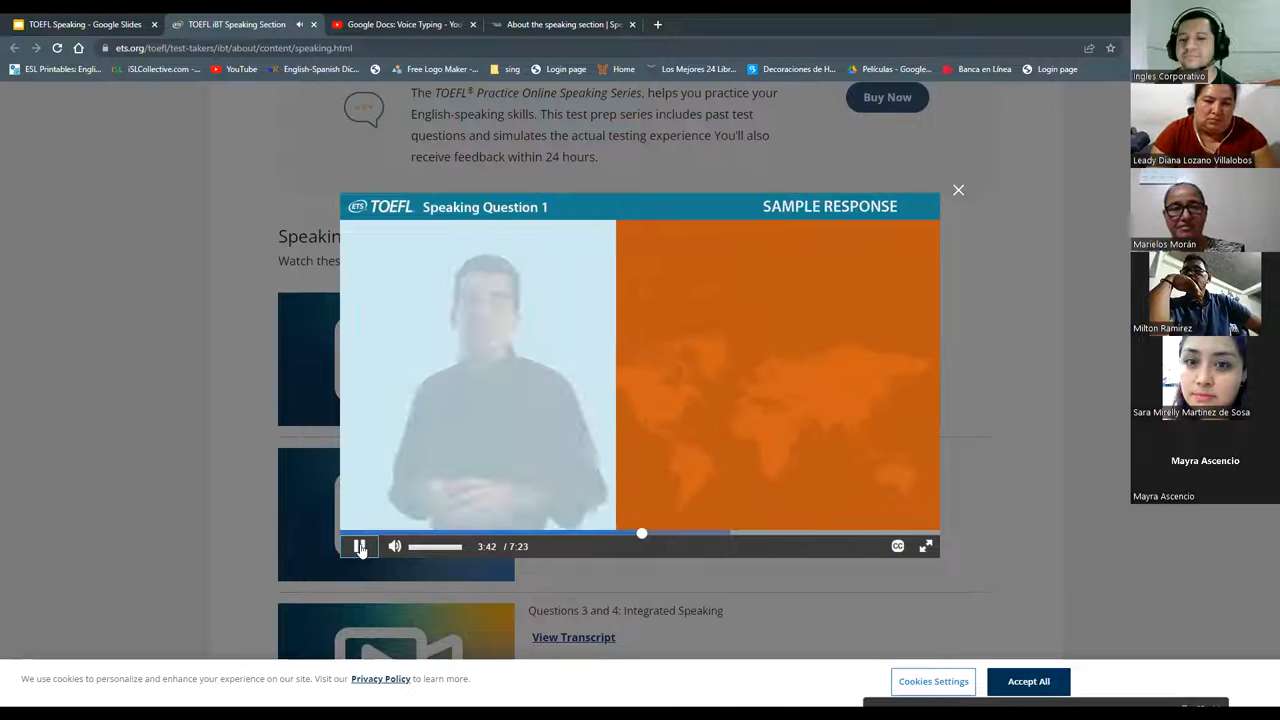 TOEFL Speaking - Google Slides
TOEFL iBT Speaking Section
Google Docs: Voice Typing - You
About the speaking section | Spe
ets.org/toefl/test-takers/ibt/about/content/speaking.html
ESL Printables: Engli...
iSLCollective.com -...
YouTube
English-Spanish Dic...
Free Logo Maker -...
sing
Login page
Home
Los Mejores 24 Libr...
Decoraciones de H...
Películas - Google...
Banca en Línea
Login page
The TOEFL® Practice Online Speaking Series, helps you practice your
English-speaking skills. This test prep series includes past test
questions and simulates the actual testing experience You'll also
receive feedback within 24 hours.
Buy Now
Speakin
Watch thes
ETS TOEFL Speaking Question 1
SAMPLE RESPONSE
3:42 / 7:23
CC
Questions 3 and 4: Integrated Speaking
View Transcript
We use cookies to personalize and enhance your experience on our site. Visit our Privacy Policy to learn more.
Cookies Settings
Accept All
Ingles Corporativo
Leady Diana Lozano Villalobos
Marielos Morán
Milton Ramirez
Sara Mirelly Martinez de Sosa
Mayra Ascencio
Mayra Ascencio